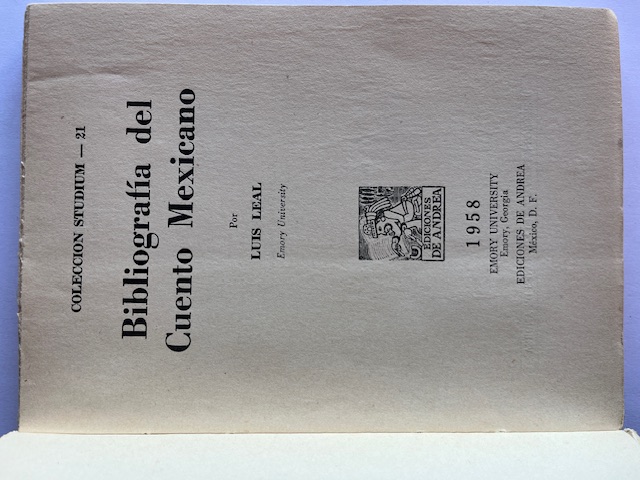 COLECCION STUDIUM — 21
Bibliografía del
Cuento Mexicano
Por
LUIS LEAL
Emory University
EDICIONES
DE ANDREA
1958
EMORY UNIVERSITY
Emory, Georgia
EDICIONES DE ANDREA
México, D. F.